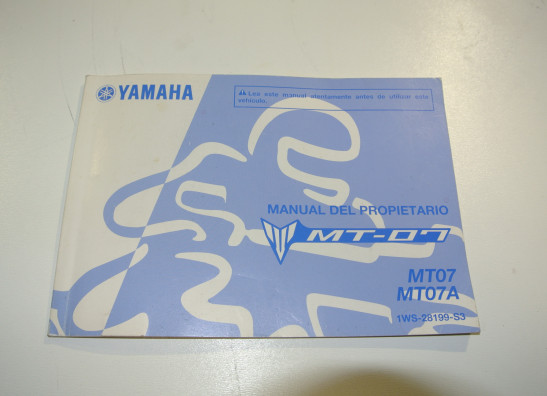 YAMAHA
Lea este manual atentamente antes de utilizar este
vehículo.
MANUAL DEL PROPIETARIO
MT-07
MT07
MT07A
1WS-28199-S3